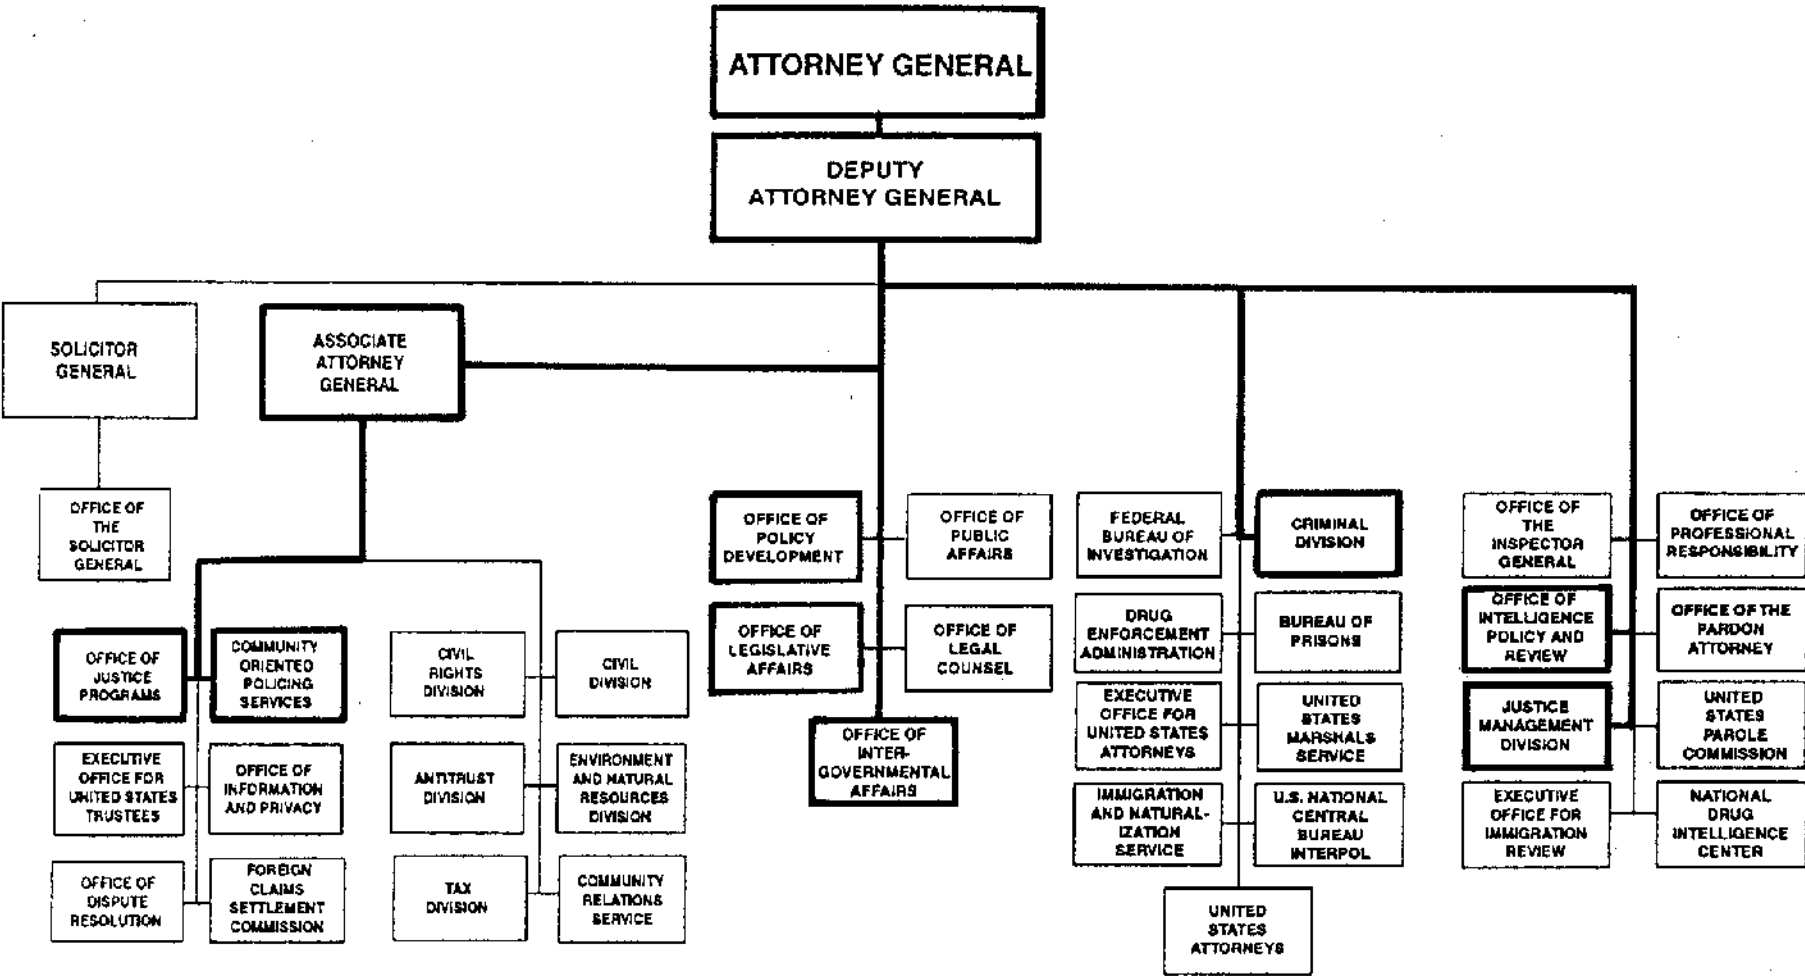 ATTORNEY GENERAL
DEPUTY
ATTORNEY GENERAL
SOLICITOR
GENERAL
ASSOCIATE
ATTORNEY
GENERAL
OFFICE OF
THE
SOLICITOR
GENERAL
OFFICE OF
JUSTICE
PROGRAMS
COMMUNITY
ORIENTED
POLICING
SERVICES
EXECUTIVE
OFFICE FOR
UNITED STATES
TRUSTEES
OFFICE OF
INFORMATION
AND PRIVACY
OFFICE OF
DISPUTE
RESOLUTION
FOREIGN
CLAIMS
SETTLEMENT
COMMISSION
CIVIL
RIGHTS
DIVISION
CIVIL
DIVISION
ANTITRUST
DIVISION
ENVIRONMENT
AND NATURAL
RESOURCES
DIVISION
TAX
DIVISION
COMMUNITY
RELATIONS
SERVICE
OFFICE OF
POLICY
DEVELOPMENT
OFFICE OF
PUBLIC
AFFAIRS
OFFICE OF
LEGISLATIVE
AFFAIRS
OFFICE OF
LEGAL
COUNSEL
OFFICE OF
INTER-
GOVERNMENTAL
AFFAIRS
FEDERAL
BUREAU OF
INVESTIGATION
CRIMINAL
DIVISION
DRUG
ENFORCEMENT
ADMINISTRATION
BUREAU OF
PRISONS
EXECUTIVE
OFFICE FOR
UNITED STATES
ATTORNEYS
UNITED
STATES
MARSHALS
SERVICE
IMMIGRATION
AND NATURAL-
IZATION
SERVICE
U.S. NATIONAL
CENTRAL
BUREAU
INTERPOL
UNITED
STATES
ATTORNEYS
OFFICE OF
THE
INSPECTOR
GENERAL
OFFICE OF
PROFESSIONAL
RESPONSIBILITY
OFFICE OF
INTELLIGENCE
POLICY AND
REVIEW
OFFICE OF THE
PARDON
ATTORNEY
JUSTICE
MANAGEMENT
DIVISION
UNITED
STATES
PAROLE
COMMISSION
EXECUTIVE
OFFICE FOR
IMMIGRATION
REVIEW
NATIONAL
DRUG
INTELLIGENCE
CENTER